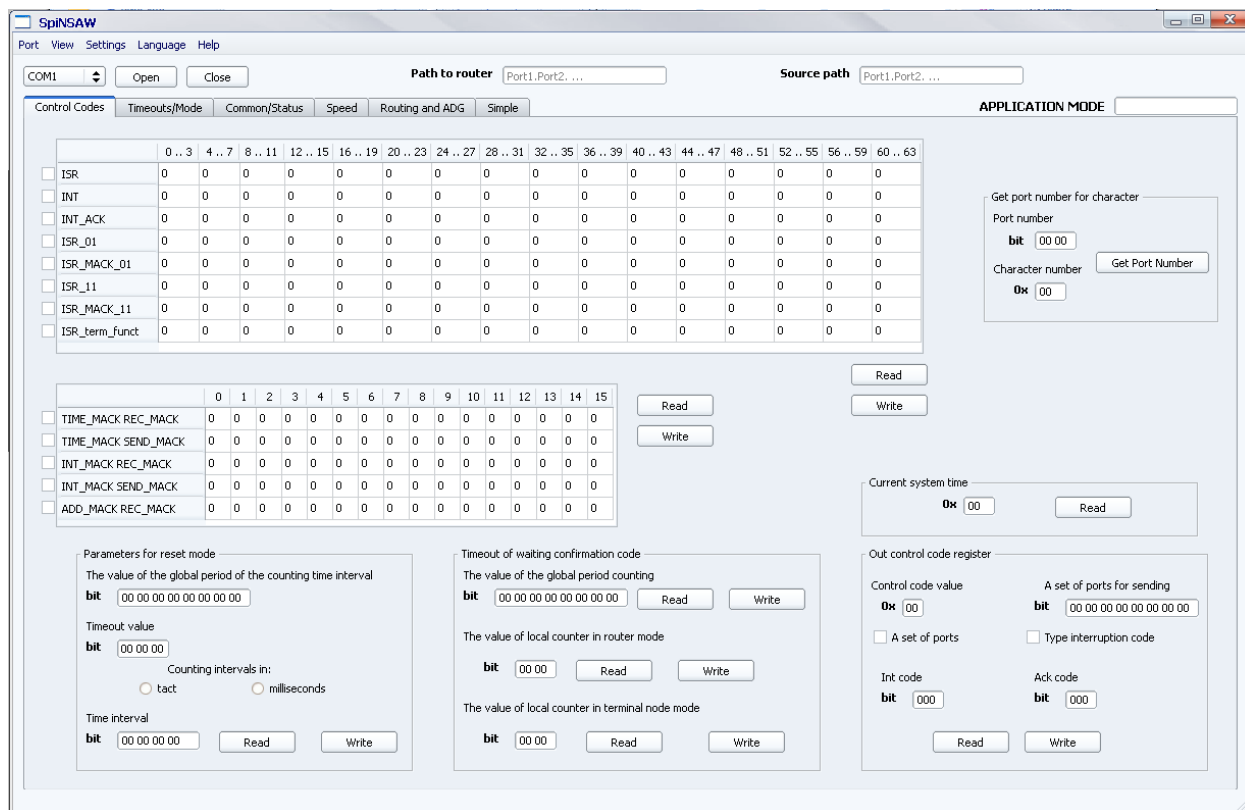 SpiNSAW
Port View Settings Language Help
COM1 Open Close Path to router Port1.Port2. ... Source path Port1.Port2. ...
Control Codes Timeouts/Mode Common/Status Speed Routing and ADG Simple APPLICATION MODE
0 .. 3 4 .. 7 8 .. 11 12 .. 15 16 .. 19 20 .. 23 24 .. 27 28 .. 31 32 .. 35 36 .. 39 40 .. 43 44 .. 47 48 .. 51 52 .. 55 56 .. 59 60 .. 63
ISR 0 0 0 0 0 0 0 0 0 0 0 0 0 0 0 0
INT 0 0 0 0 0 0 0 0 0 0 0 0 0 0 0 0
INT_ACK 0 0 0 0 0 0 0 0 0 0 0 0 0 0 0 0
ISR_01 0 0 0 0 0 0 0 0 0 0 0 0 0 0 0 0
ISR_MACK_01 0 0 0 0 0 0 0 0 0 0 0 0 0 0 0 0
ISR_11 0 0 0 0 0 0 0 0 0 0 0 0 0 0 0 0
ISR_MACK_11 0 0 0 0 0 0 0 0 0 0 0 0 0 0 0 0
ISR_term_funct 0 0 0 0 0 0 0 0 0 0 0 0 0 0 0 0
Read
Write
Get port number for character
Port number
bit 00 00
Get Port Number
Character number
0x 00
0 1 2 3 4 5 6 7 8 9 10 11 12 13 14 15
TIME_MACK REC_MACK 0 0 0 0 0 0 0 0 0 0 0 0 0 0 0 0
TIME_MACK SEND_MACK 0 0 0 0 0 0 0 0 0 0 0 0 0 0 0 0
INT_MACK REC_MACK 0 0 0 0 0 0 0 0 0 0 0 0 0 0 0 0
INT_MACK SEND_MACK 0 0 0 0 0 0 0 0 0 0 0 0 0 0 0 0
ADD_MACK REC_MACK 0 0 0 0 0 0 0 0 0 0 0 0 0 0 0 0
Read
Write
Current system time
0x 00 Read
Parameters for reset mode
The value of the global period of the counting time interval
bit 00 00 00 00 00 00 00 00
Timeout value
bit 00 00 00
Counting intervals in:
tact milliseconds
Time interval
bit 00 00 00 00 Read Write
Timeout of waiting confirmation code
The value of the global period counting
bit 00 00 00 00 00 00 00 00 Read Write
The value of local counter in router mode
bit 00 00 Read Write
The value of local counter in terminal node mode
bit 00 00 Read Write
Out control code register
Control code value A set of ports for sending
0x 00 bit 00 00 00 00 00 00 00 00
A set of ports Type interruption code
Int code Ack code
bit 000 bit 000
Read Write